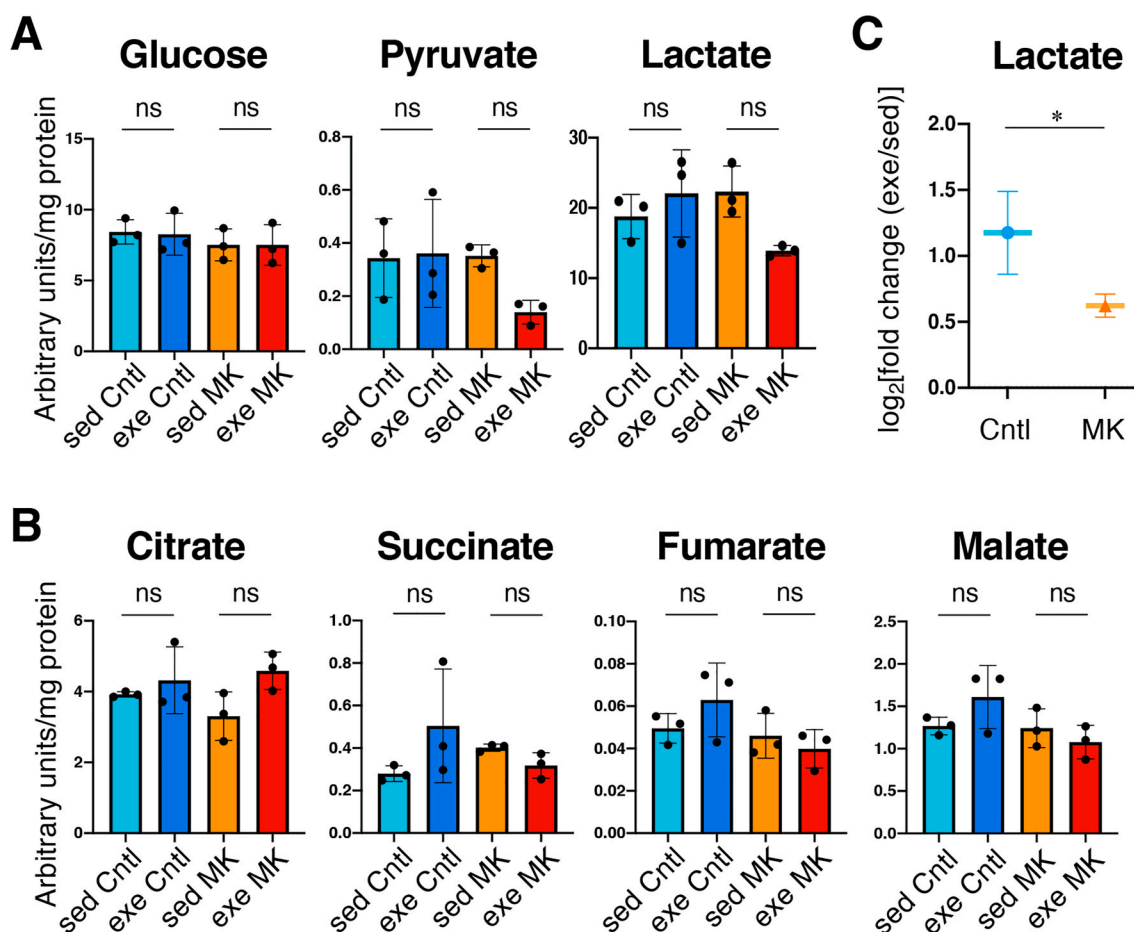 A
Glucose
Pyruvate
Lactate
ns ns
ns ns
ns ns
Arbitrary units/mg protein
15
10
5
0
sed Cntl
exe Cntl
sed MK
exe MK
0.8
0.6
0.4
0.2
0.0
sed Cntl
exe Cntl
sed MK
exe MK
30
20
10
0
sed Cntl
exe Cntl
sed MK
exe MK
C
Lactate
log2[fold change (exe/sed)]
*
2.0
1.5
1.0
0.5
0.0
Cntl MK
B
Citrate
Succinate
Fumarate
Malate
ns ns
ns ns
ns ns
ns ns
Arbitrary units/mg protein
6
4
2
0
sed Cntl
exe Cntl
sed MK
exe MK
1.0
0.8
0.6
0.4
0.2
0.0
sed Cntl
exe Cntl
sed MK
exe MK
0.10
0.08
0.06
0.04
0.02
0.00
sed Cntl
exe Cntl
sed MK
exe MK
2.5
2.0
1.5
1.0
0.5
0.0
sed Cntl
exe Cntl
sed MK
exe MK